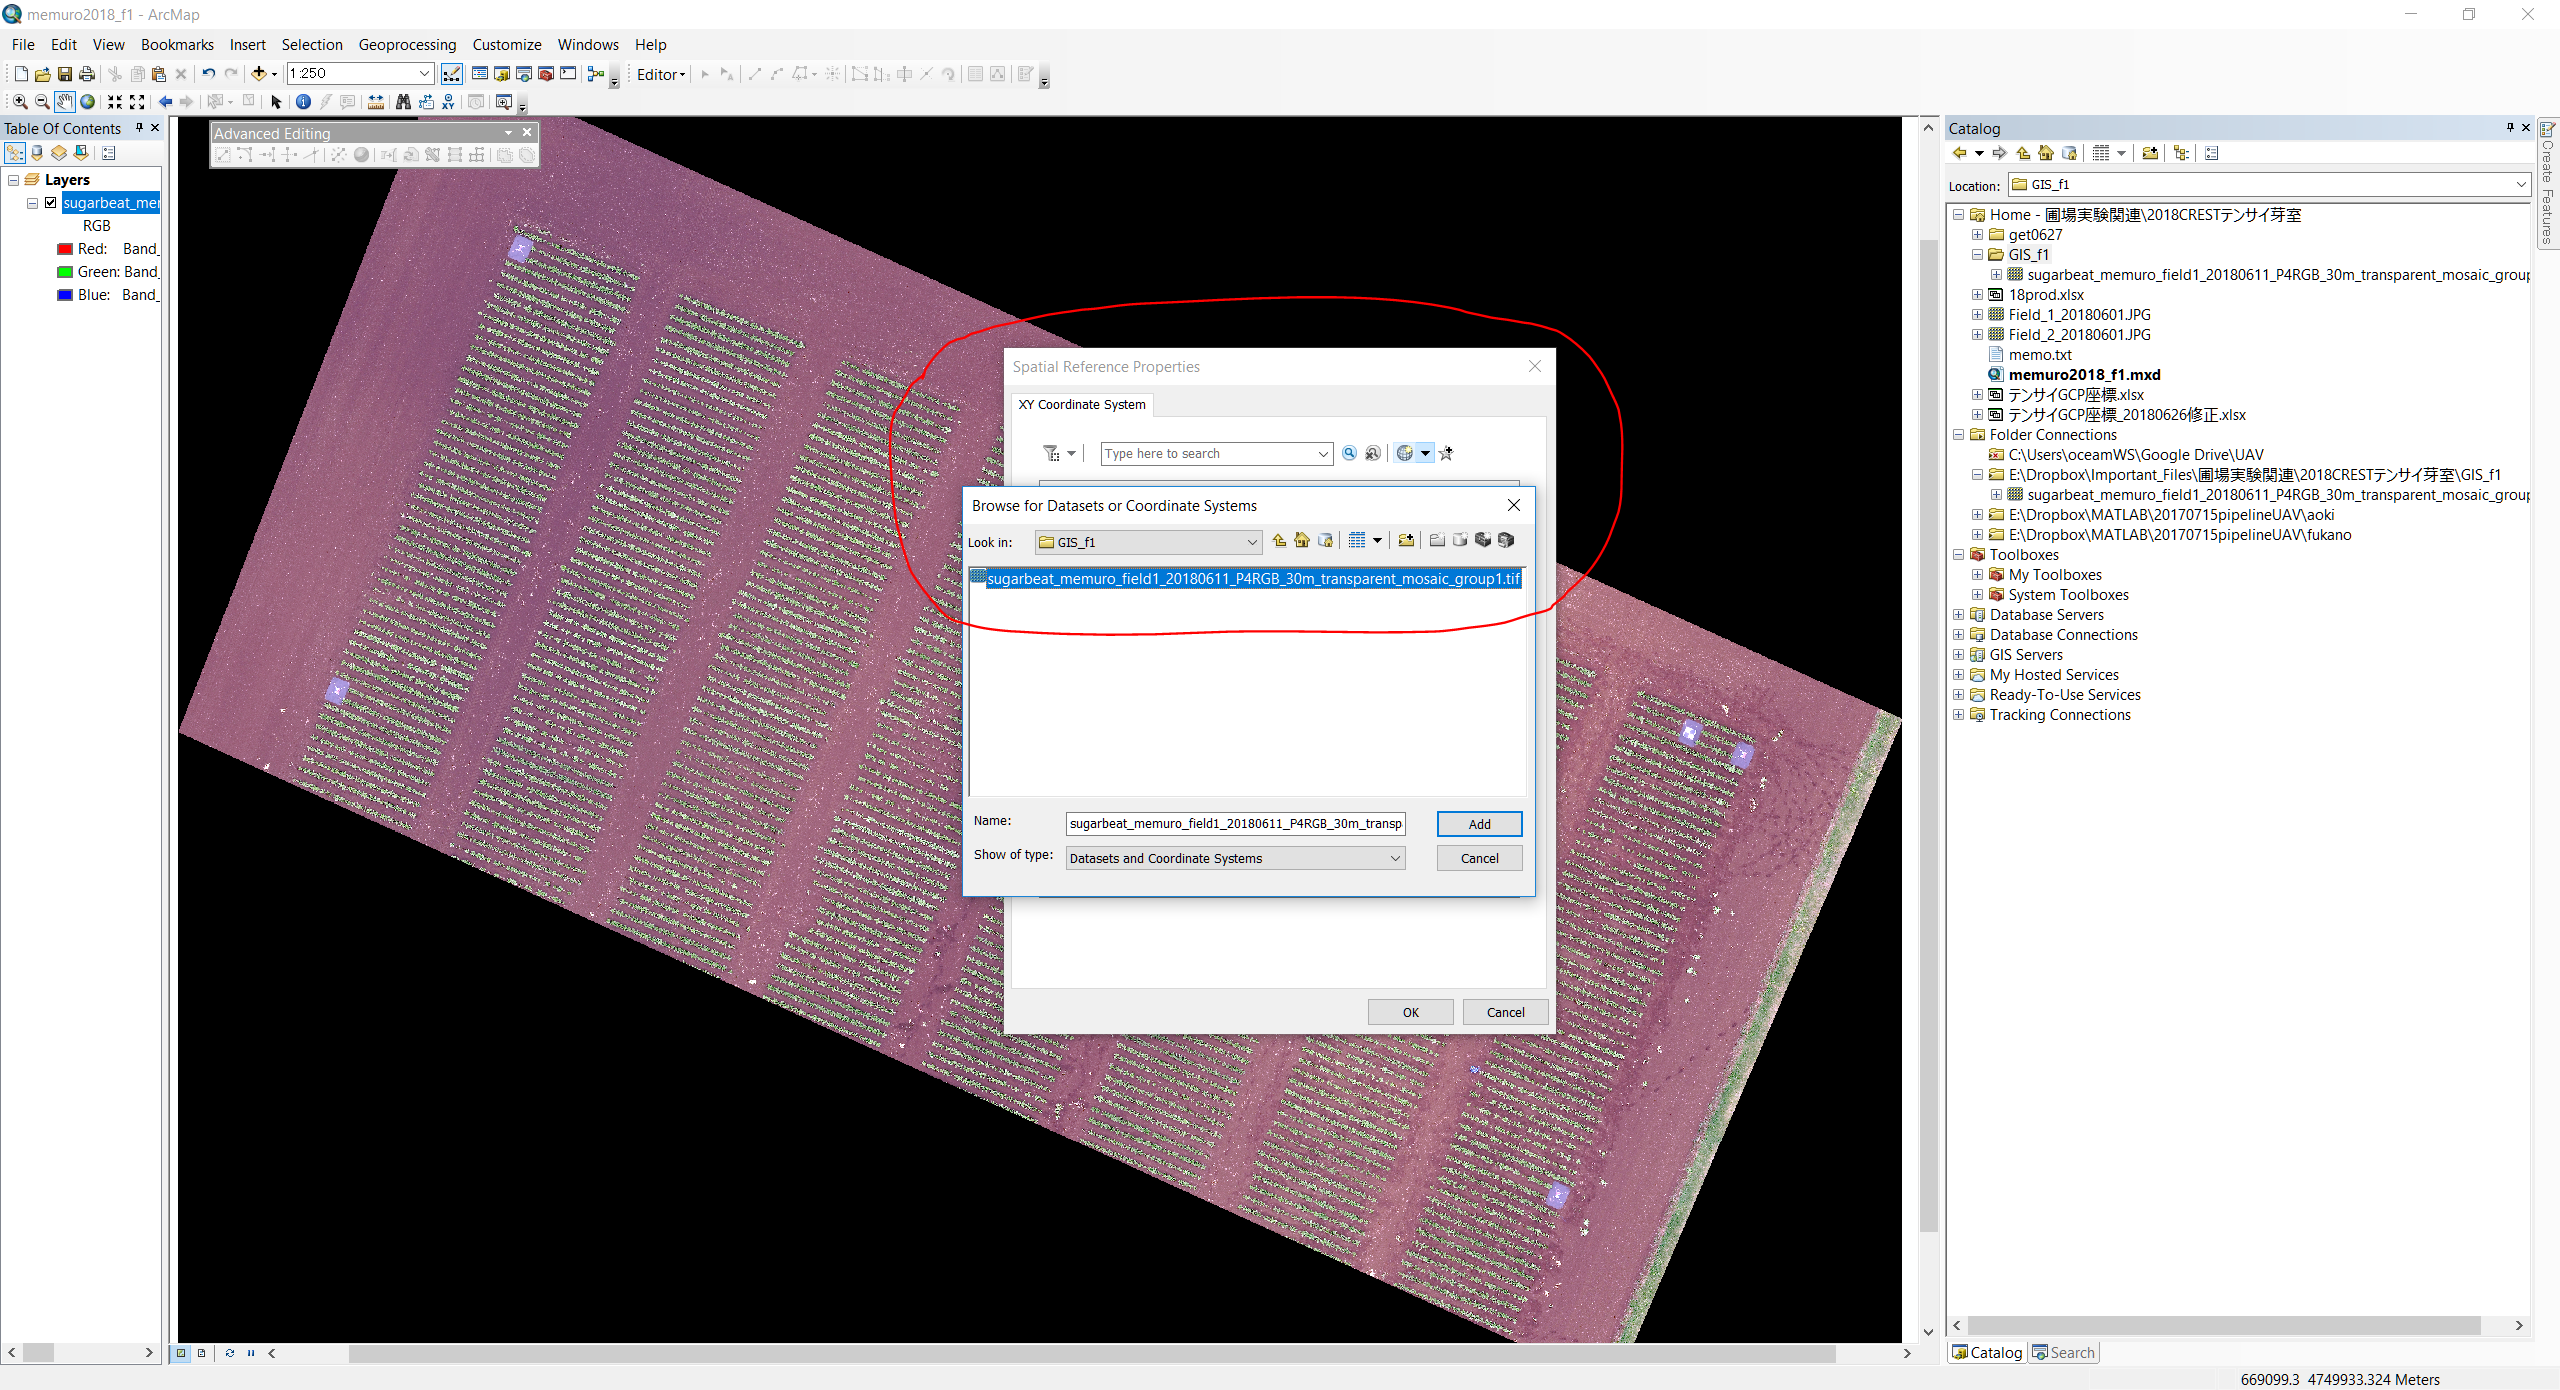 memuro2018_f1 - ArcMap
File Edit View Bookmarks Insert Selection Geoprocessing Customize Windows Help
1:250
Editor
Table Of Contents
Layers
sugarbeat_mer
RGB
Red: Band_
Green: Band_
Blue: Band_
Advanced Editing
Spatial Reference Properties
XY Coordinate System
Type here to search
Browse for Datasets or Coordinate Systems
Look in: GIS_f1
sugarbeat_memuro_field1_20180611_P4RGB_30m_transparent_mosaic_group1.tif
Name: sugarbeat_memuro_field1_20180611_P4RGB_30m_transp
Add
Show of type: Datasets and Coordinate Systems
Cancel
OK
Cancel
Catalog
Location: GIS_f1
Home - 圃場実験関連\2018CRESTテンサイ芽室
get0627
GIS_f1
sugarbeat_memuro_field1_20180611_P4RGB_30m_transparent_mosaic_group
18prod.xlsx
Field_1_20180601.JPG
Field_2_20180601.JPG
memo.txt
memuro2018_f1.mxd
テンサイGCP座標.xlsx
テンサイGCP座標_20180626修正.xlsx
Folder Connections
C:\Users\oceamWS\Google Drive\UAV
E:\Dropbox\Important_Files\圃場実験関連\2018CRESTテンサイ芽室\GIS_f1
sugarbeat_memuro_field1_20180611_P4RGB_30m_transparent_mosaic_group
E:\Dropbox\MATLAB\20170715pipelineUAV\aoki
E:\Dropbox\MATLAB\20170715pipelineUAV\fukano
Toolboxes
My Toolboxes
System Toolboxes
Database Servers
Database Connections
GIS Servers
My Hosted Services
Ready-To-Use Services
Tracking Connections
Catalog Search
Create Features
669099.3 4749933.324 Meters